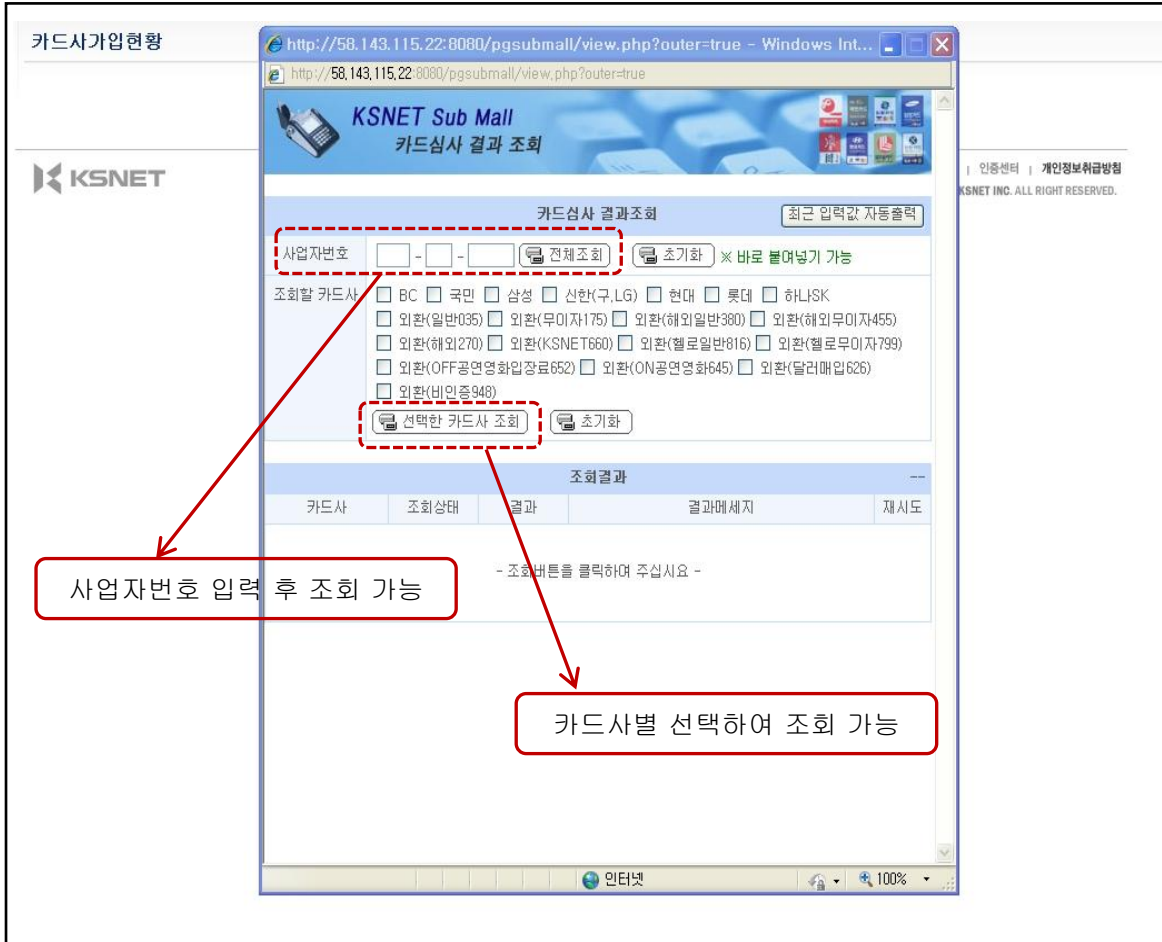 카드사가입현황
http://58.143.115.22:8080/pgsubmall/view.php?outer=true - Windows Int...
http://58,143,115,22:8080/pgsubmall/view,php?outer=true
KSNET Sub Mall
카드심사 결과 조회
KSNET
| 인증센터 | 개인정보취급방침
KSNET INC. ALL RIGHT RESERVED.
카드심사 결과조회 최근 입력값 자동출력
사업자번호 - - 전체조회 초기화 ※ 바로 붙여넣기 가능
조회할 카드사 BC 국민 삼성 신한(구,LG) 현대 롯데 하나SK
외환(일반035) 외환(무이자175) 외환(해외일반380) 외환(해외무이자455)
외환(해외270) 외환(KSNET660) 외환(헬로일반816) 외환(헬로무이자799)
외환(OFF공연영화입장료652) 외환(ON공연영화645) 외환(달러매입626)
외환(비인증948)
선택한 카드사 조회 초기화
조회결과 --
카드사 조회상태 결과 결과메세지 재시도
- 조회버튼을 클릭하여 주십시요 -
사업자번호 입력 후 조회 가능
카드사별 선택하여 조회 가능
인터넷 100%